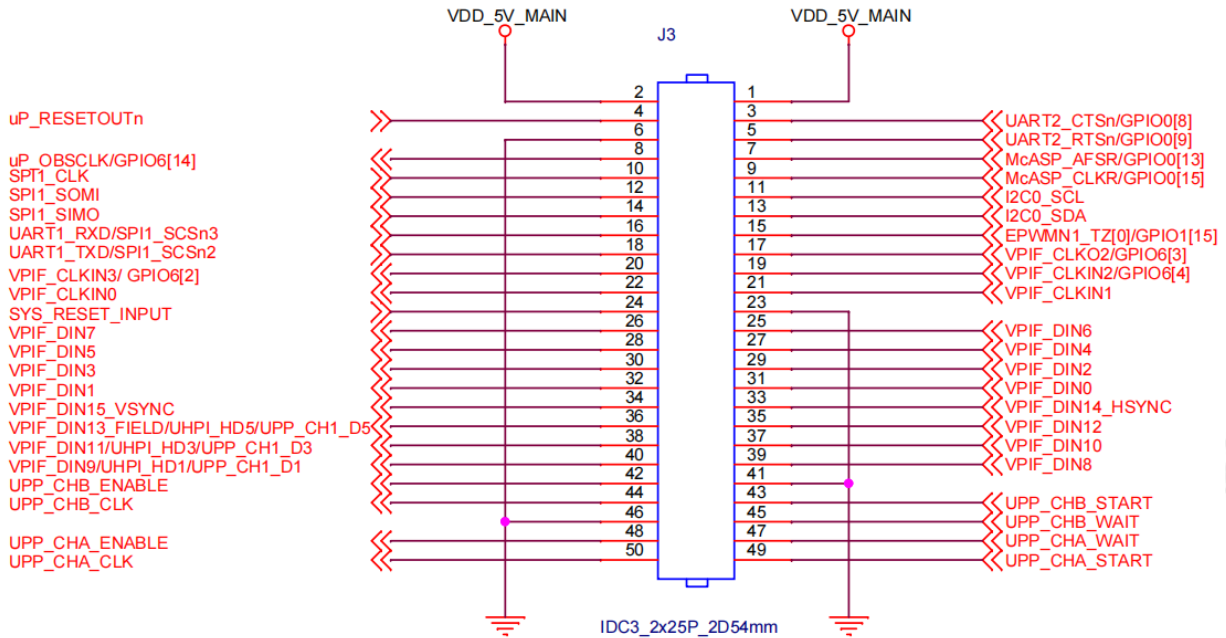 VDD_5V_MAIN
VDD_5V_MAIN
J3
2 1
uP_RESETOUTn 4 3 UART2_CTSn/GPIO0[8]
6 5 UART2_RTSn/GPIO0[9]
uP_OBSCLK/GPIO6[14] 8 7 McASP_AFSR/GPIO0[13]
SPT1_CLK 10 9 McASP_CLKR/GPIO0[15]
SPI1_SOMI 12 11 I2C0_SCL
SPI1_SIMO 14 13 I2C0_SDA
UART1_RXD/SPI1_SCSn3 16 15 EPWMN1_TZ[0]/GPIO1[15]
UART1_TXD/SPI1_SCSn2 18 17 VPIF_CLKO2/GPIO6[3]
VPIF_CLKIN3/ GPIO6[2] 20 19 VPIF_CLKIN2/GPIO6[4]
VPIF_CLKIN0 22 21 VPIF_CLKIN1
SYS_RESET_INPUT 24 23
VPIF_DIN7 26 25 VPIF_DIN6
VPIF_DIN5 28 27 VPIF_DIN4
VPIF_DIN3 30 29 VPIF_DIN2
VPIF_DIN1 32 31 VPIF_DIN0
VPIF_DIN15_VSYNC 34 33 VPIF_DIN14_HSYNC
VPIF_DIN13_FIELD/UHPI_HD5/UPP_CH1_D5 36 35 VPIF_DIN12
VPIF_DIN11/UHPI_HD3/UPP_CH1_D3 38 37 VPIF_DIN10
VPIF_DIN9/UHPI_HD1/UPP_CH1_D1 40 39 VPIF_DIN8
UPP_CHB_ENABLE 42 41
UPP_CHB_CLK 44 43 UPP_CHB_START
46 45 UPP_CHB_WAIT
UPP_CHA_ENABLE 48 47 UPP_CHA_WAIT
UPP_CHA_CLK 50 49 UPP_CHA_START
IDC3_2x25P_2D54mm